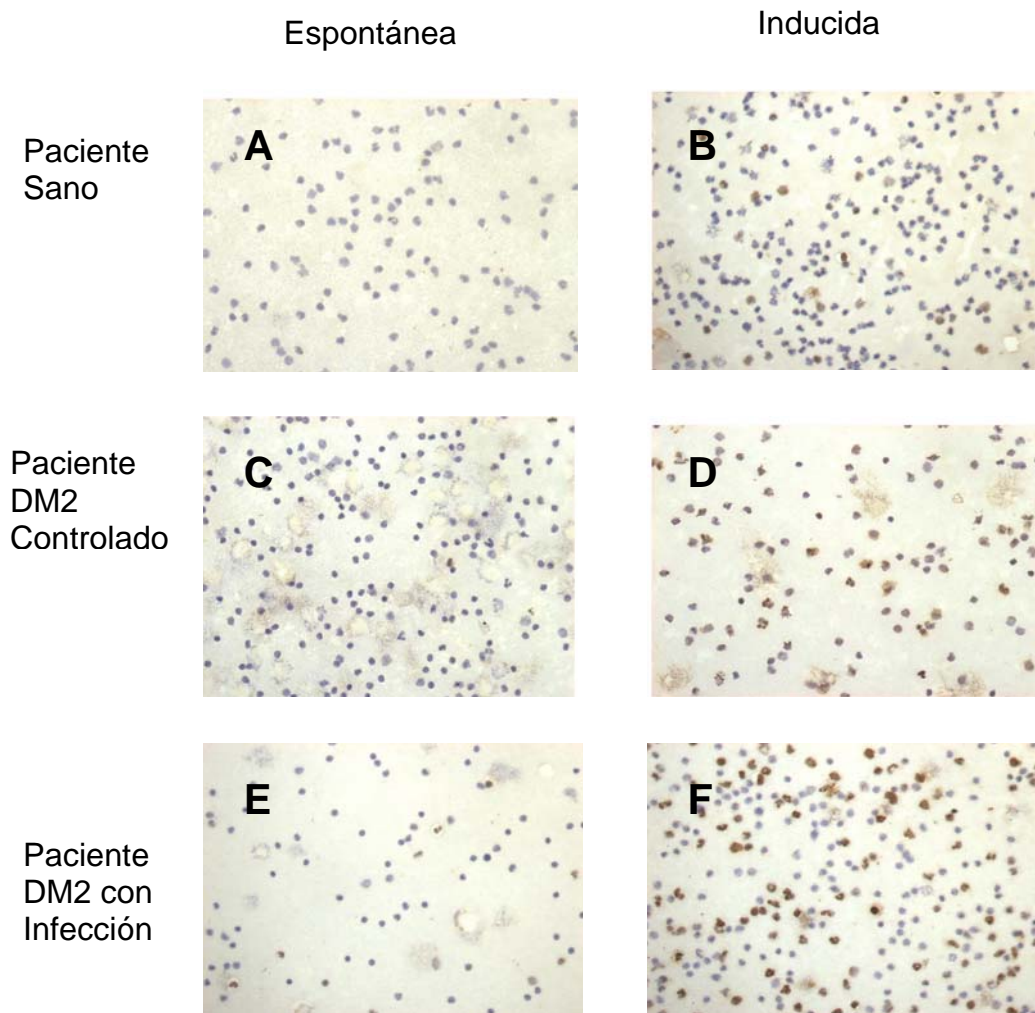 Espontánea
Inducida
Paciente
Sano
A
B
Paciente
DM2
Controlado
C
D
Paciente
DM2 con
Infección
E
F